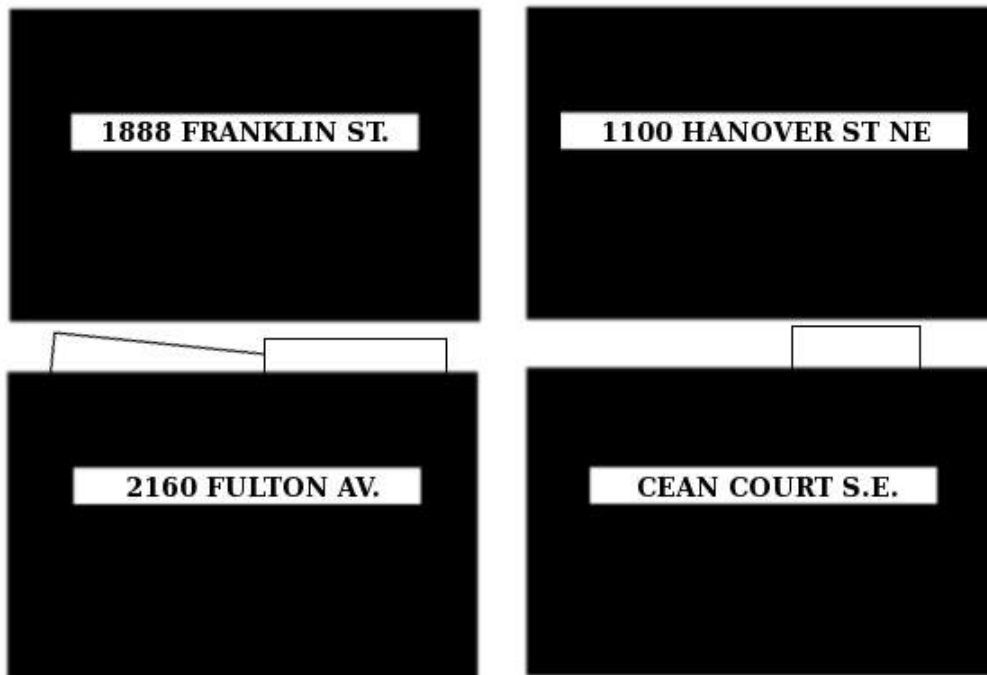 1888 FRANKLIN ST.
1100 HANOVER ST NE
2160 FULTON AV.
CEAN COURT S.E.